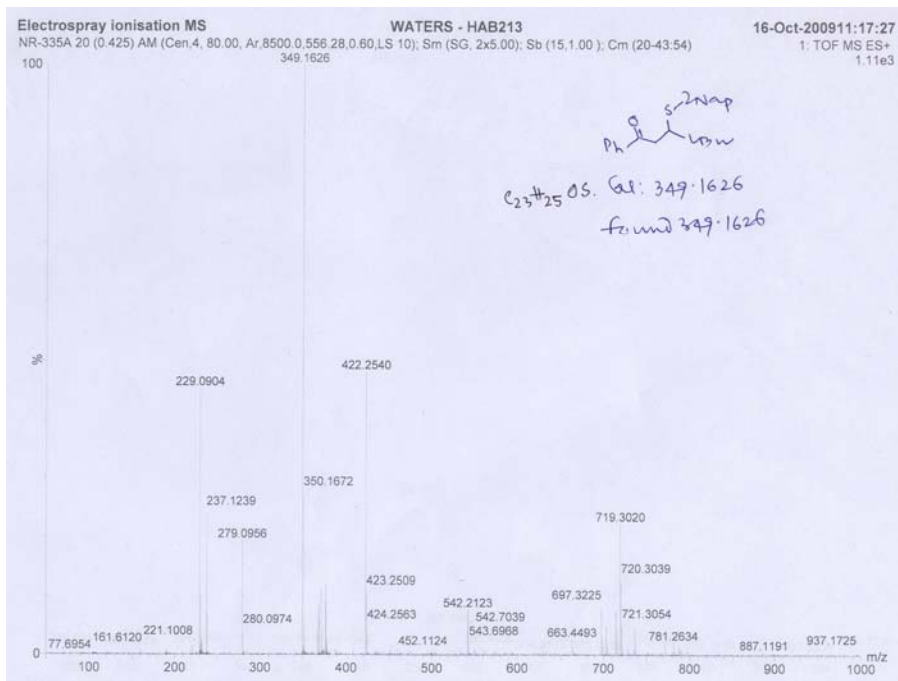 Electrospray ionisation MS WATERS - HAB213 16-Oct-200911:17:27
NR-335A 20 (0.425) AM (Cen,4, 80.00, Ar,8500.0,556.28,0.60,LS 10); Sm (SG, 2x5.00); Sb (15,1.00 ); Cm (20-43:54) 1: TOF MS ES+
1.11e3
100
349.1626
S 2Nap
O
Ph
C23H25OS. Cal: 349.1626
found 349.1626
%
422.2540
229.0904
350.1672
237.1239
719.3020
279.0956
720.3039
423.2509
697.3225
542.2123
280.0974
424.2563
542.7039
721.3054
221.1008
543.6968
663.4493
161.6120
781.2634
77.6954
452.1124
887.1191
937.1725
0
m/z
100 200 300 400 500 600 700 800 900 1000